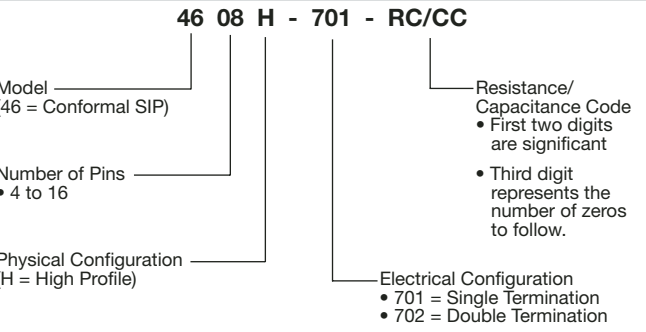 46 08 H - 701 - RC/CC
Model
(46 = Conformal SIP)
Number of Pins
• 4 to 16
Physical Configuration
(H = High Profile)
Resistance/
Capacitance Code
• First two digits
are significant
• Third digit
represents the
number of zeros
to follow.
Electrical Configuration
• 701 = Single Termination
• 702 = Double Termination